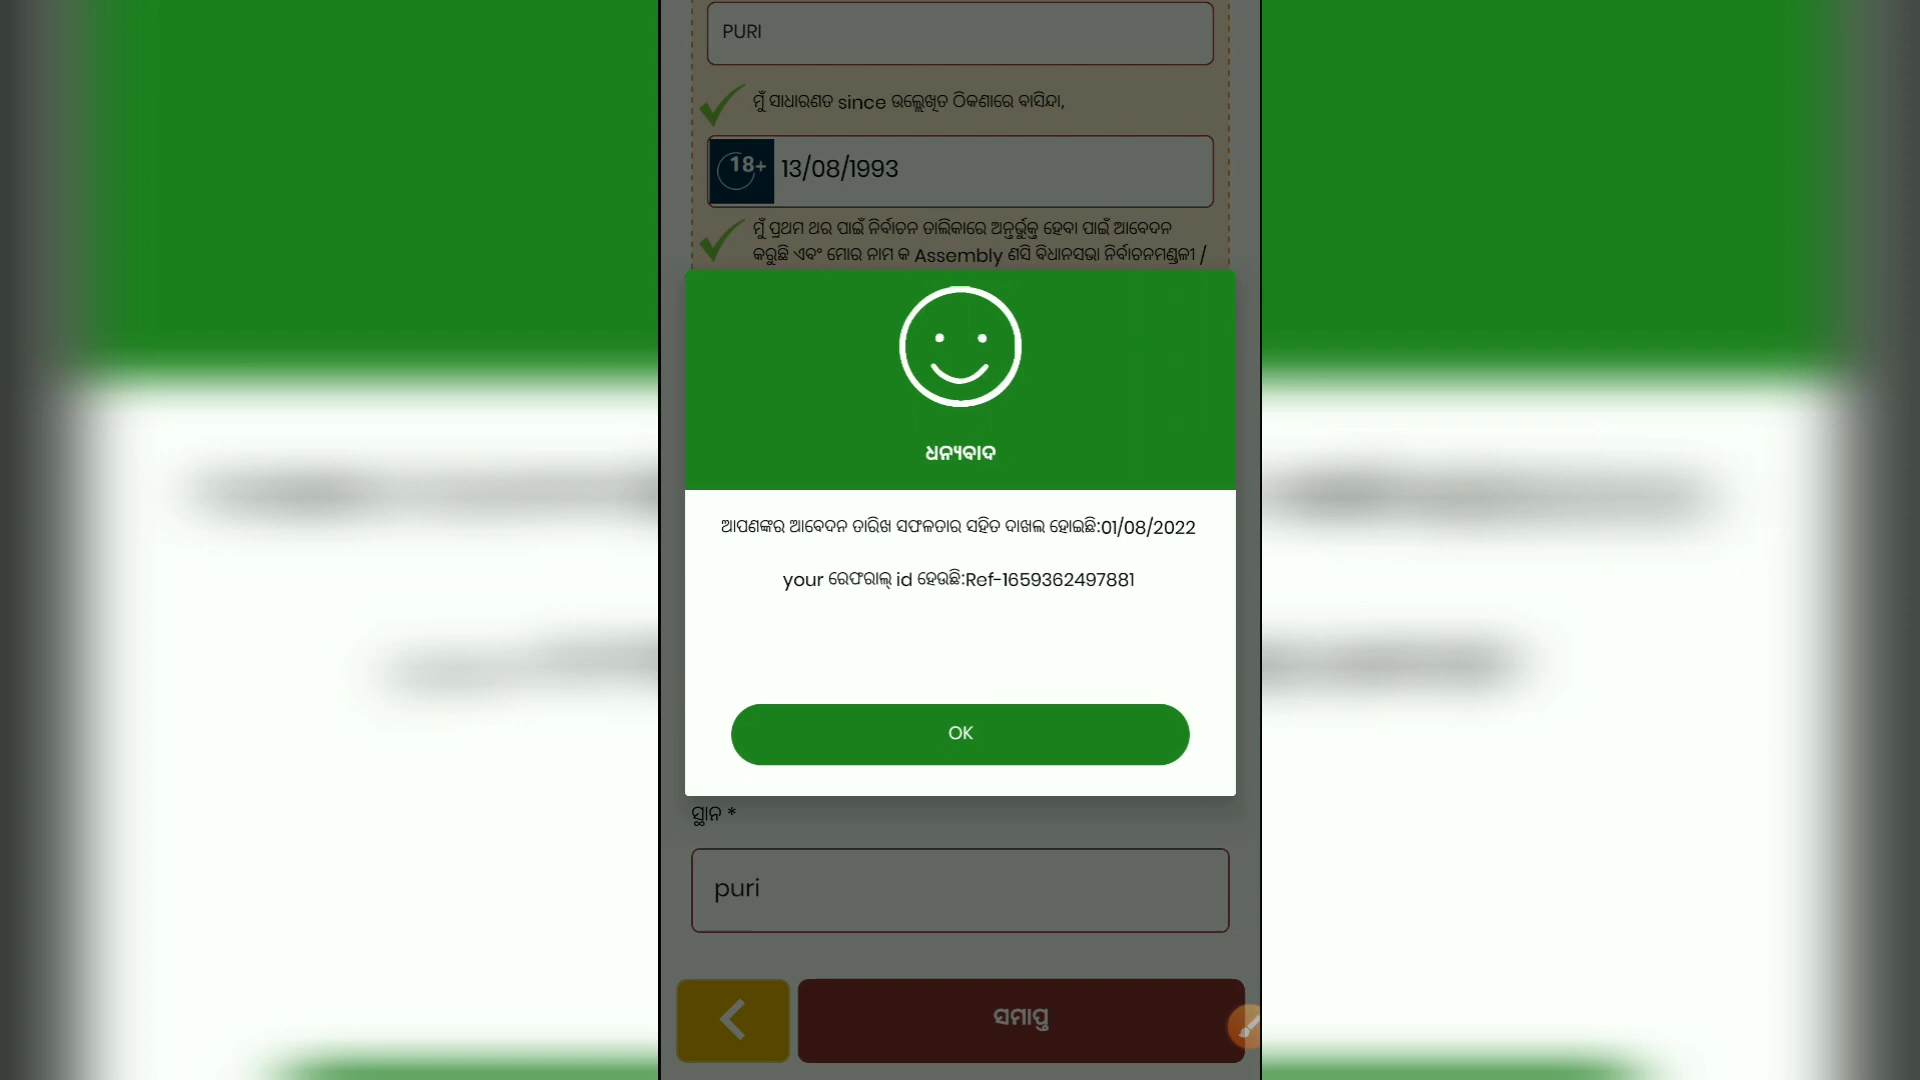 PURI
ମୁଁ ସାଧାରଣତ since ଉଲ୍ଲେଖିତ ଠିକଣାରେ ବାସିନ୍ଦା,
18+ 13/08/1993
ମୁଁ ପ୍ରଥମ ଥର ପାଇଁ ନିର୍ବାଚନ ତାଲିକାରେ ଅନ୍ତର୍ଭୁକ୍ତ ହେବା ପାଇଁ ଆବେଦନ
କରୁଛି ଏବଂ ମୋର ନାମ କ Assembly ଣସି ବିଧାନସଭା ନିର୍ବାଚନମଣ୍ଡଳୀ /
ଧନ୍ୟବାଦ
ଆପଣଙ୍କର ଆବେଦନ ତାରିଖ ସଫଳତାର ସହିତ ଦାଖଲ ହୋଇଛି:01/08/2022
your ରେଫରାଲ୍ id ହେଉଛି:Ref-1659362497881
OK
ସ୍ଥାନ *
puri
ସମାପ୍ତ